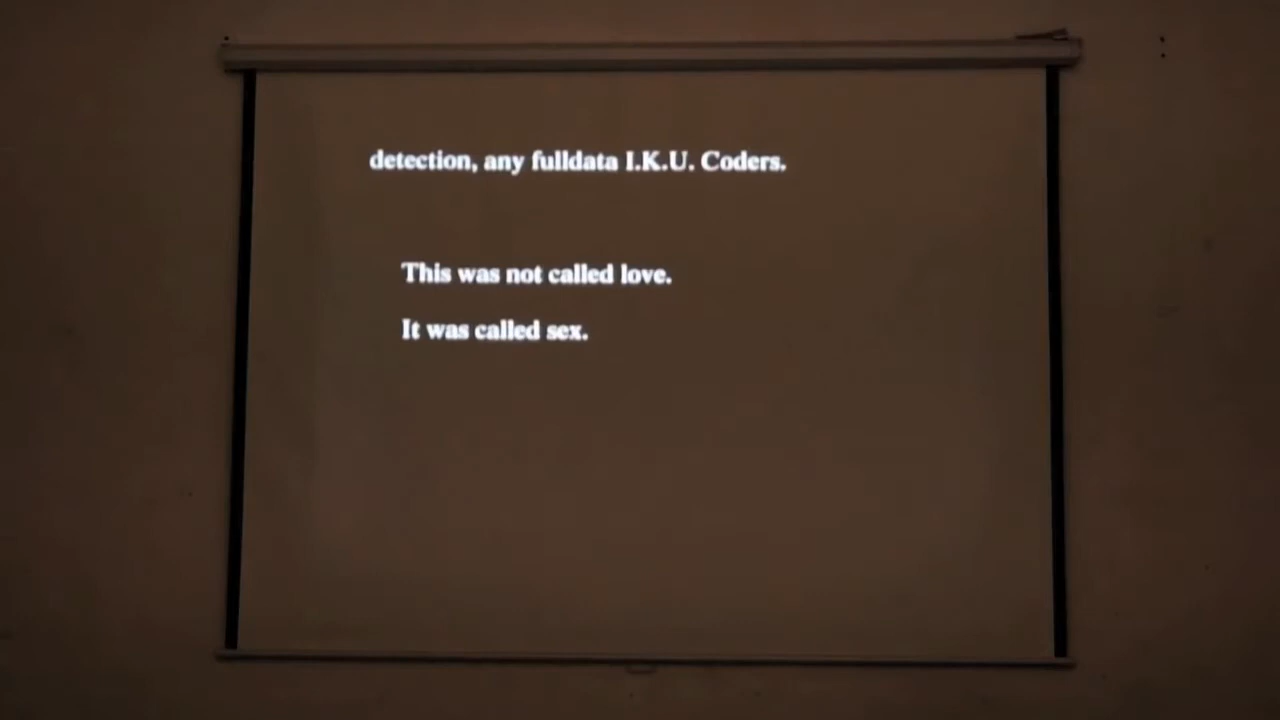 detection, any fulldata I.K.U. Coders.
This was not called love.
It was called sex.